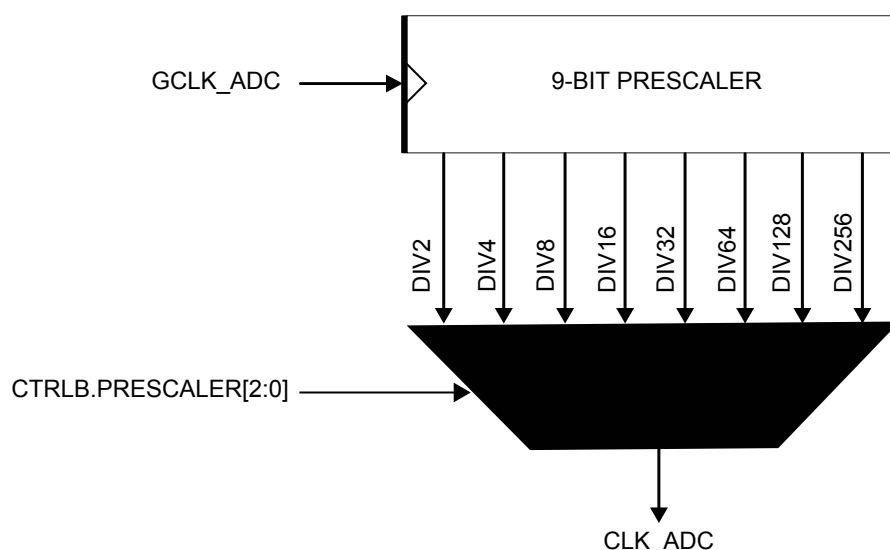 GCLK_ADC
9-BIT PRESCALER
DIV2
DIV4
DIV8
DIV16
DIV32
DIV64
DIV128
DIV256
CTRLB.PRESCALER[2:0]
CLK_ADC